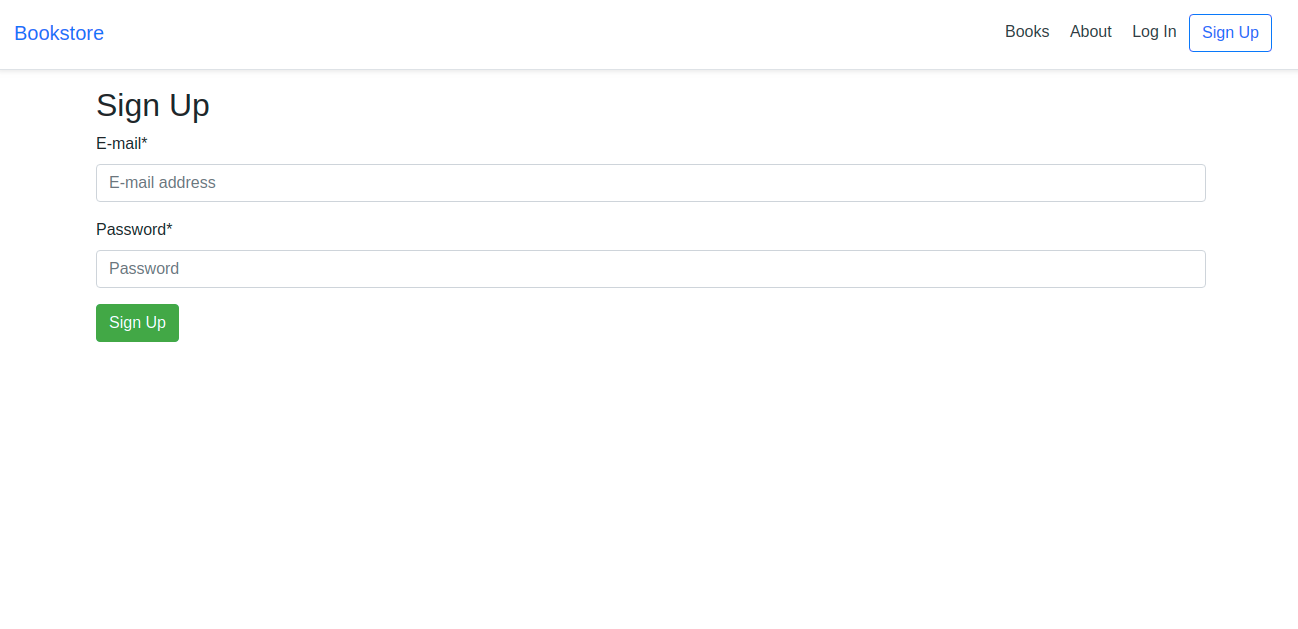 Bookstore
Books About Log In Sign Up
Sign Up
E-mail*
E-mail address
Password*
Password
Sign Up